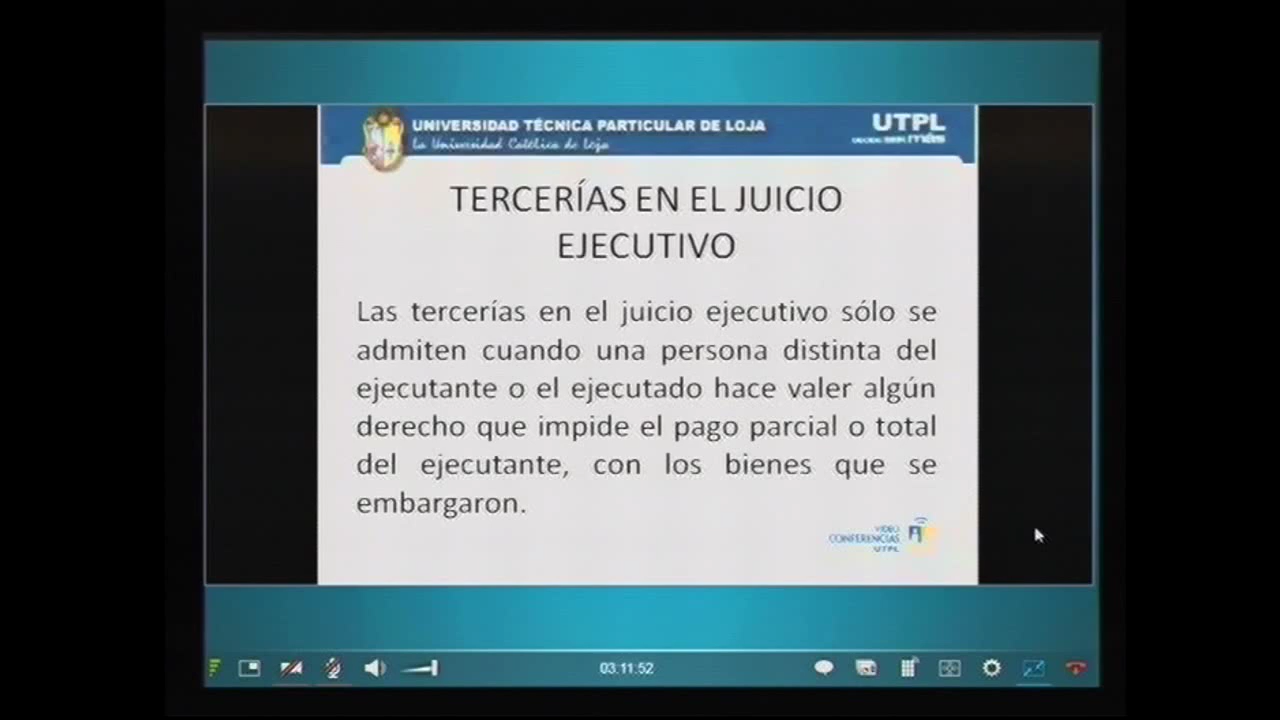 UNIVERSIDAD TÉCNICA PARTICULAR DE LOJA
La Universidad Católica de Loja
UTPL
TERCERÍAS EN EL JUICIO
EJECUTIVO
Las tercerías en el juicio ejecutivo sólo se
admiten cuando una persona distinta del
ejecutante o el ejecutado hace valer algún
derecho que impide el pago parcial o total
del ejecutante, con los bienes que se
embargaron.
VIDEO
CONFERENCIAS
UTPL
03:11:52